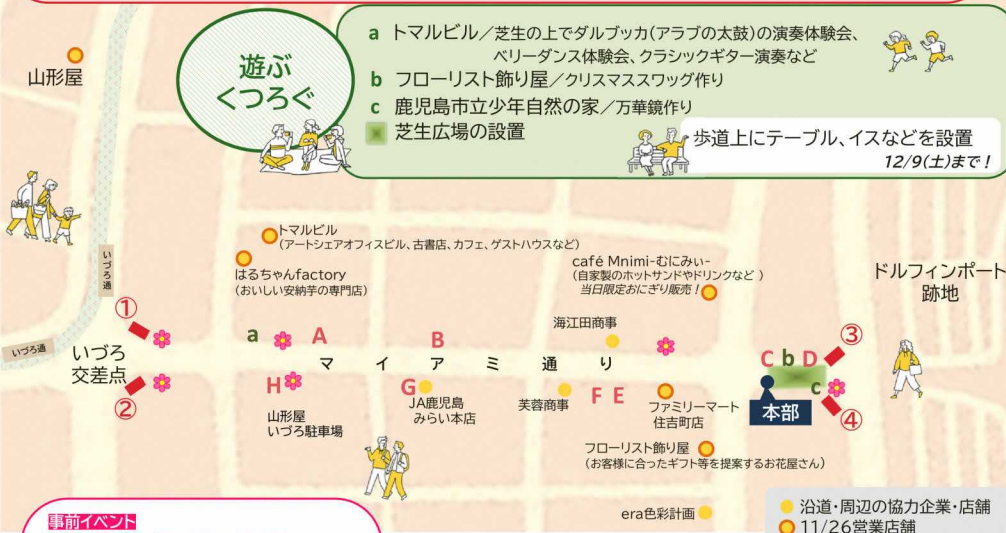 遊ぶ
くつろぐ
a トマルビル/芝生の上でダルブッカ(アラブの太鼓)の演奏体験会、
ベリーダンス体験会、クラシックギター演奏など
b フローリスト飾り屋/クリスマススワッグ作り
c 鹿児島市立少年自然の家/万華鏡作り
芝生広場の設置
歩道上にテーブル、イスなどを設置
12/9(土)まで!
山形屋
いづろ通
いづろ通
いづろ
交差点
①
②
トマルビル
(アートシェアオフィスビル、古書店、カフェ、ゲストハウスなど)
はるちゃんfactory
(おいしい安納芋の専門店)
café Mnimi-むにみぃ-
(自家製のホットサンドやドリンクなど )
当日限定おにぎり販売!
ドルフィンポート
跡地
海江田商事
a A B
マイアミ通り
C b D ③
c ④
本部
H G F E
山形屋
いづろ駐車場
JA鹿児島
みらい本店
芙蓉商事
ファミリーマート
住吉町店
フローリスト飾り屋
(お客様に合ったギフト等を提案するお花屋さん)
era色彩計画
事前イベント
沿道・周辺の協力企業・店舗
11/26営業店舗